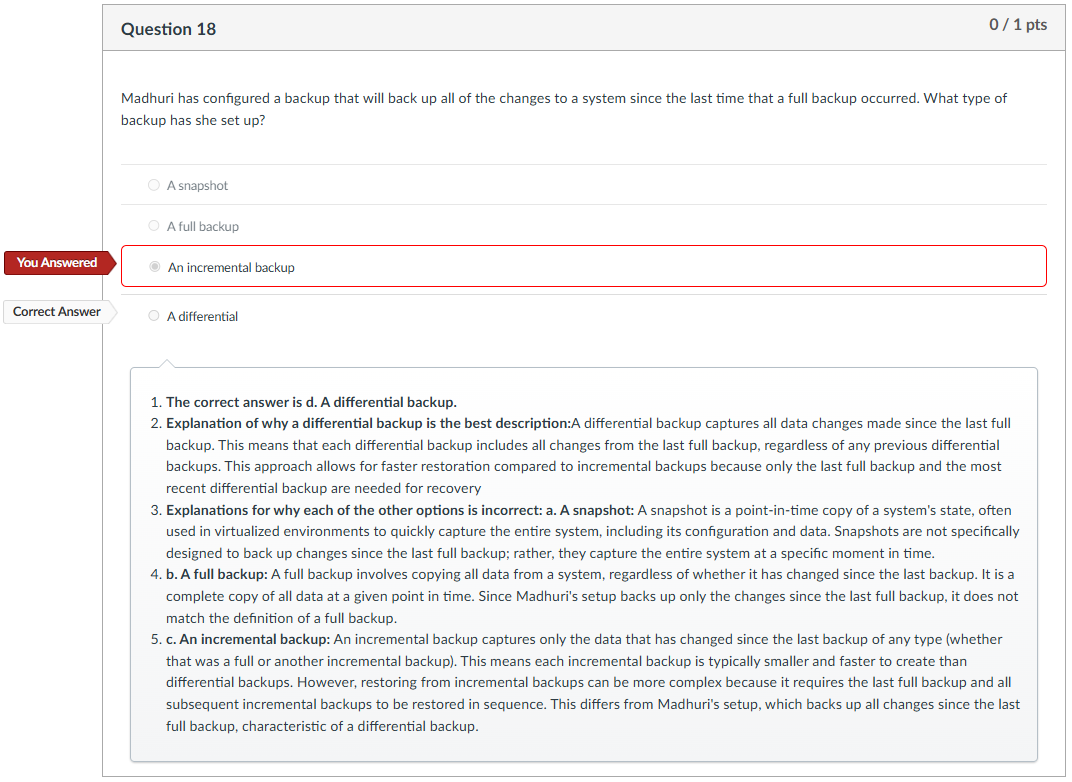 Question 18
0 / 1 pts
Madhuri has configured a backup that will back up all of the changes to a system since the last time that a full backup occurred. What type of
backup has she set up?
A snapshot
A full backup
You Answered
An incremental backup
Correct Answer
A differential
1. The correct answer is d. A differential backup.
2. Explanation of why a differential backup is the best description:A differential backup captures all data changes made since the last full
backup. This means that each differential backup includes all changes from the last full backup, regardless of any previous differential
backups. This approach allows for faster restoration compared to incremental backups because only the last full backup and the most
recent differential backup are needed for recovery
3. Explanations for why each of the other options is incorrect: a. A snapshot: A snapshot is a point-in-time copy of a system's state, often
used in virtualized environments to quickly capture the entire system, including its configuration and data. Snapshots are not specifically
designed to back up changes since the last full backup; rather, they capture the entire system at a specific moment in time.
4. b. A full backup: A full backup involves copying all data from a system, regardless of whether it has changed since the last backup. It is a
complete copy of all data at a given point in time. Since Madhuri's setup backs up only the changes since the last full backup, it does not
match the definition of a full backup.
5. c. An incremental backup: An incremental backup captures only the data that has changed since the last backup of any type (whether
that was a full or another incremental backup). This means each incremental backup is typically smaller and faster to create than
differential backups. However, restoring from incremental backups can be more complex because it requires the last full backup and all
subsequent incremental backups to be restored in sequence. This differs from Madhuri's setup, which backs up all changes since the last
full backup, characteristic of a differential backup.